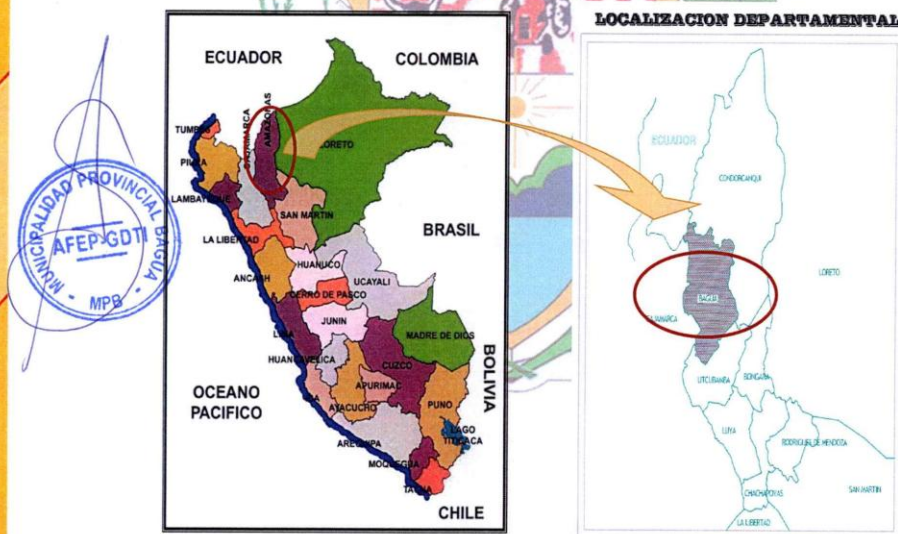 LOCALIZACION DEPARTAMENTAL
ECUADOR
COLOMBIA
TUMBES
PIURA
CAJAMARCA
AMAZONAS
LORETO
LAMBAYEQUE
SAN MARTIN
BRASIL
LA LIBERTAD
HUANUCO
ANCASH
UCAYALI
CERRO DE PASCO
JUNIN
LIMA
MADRE DE DIOS
HUANCAVELICA
CUZCO
BOLIVIA
OCEANO
PACIFICO
ICA
APURIMAC
AYACUCHO
PUNO
LAGO
TITICACA
AREQUIPA
MOQUEGUA
TACNA
CHILE
MUNICIPALIDAD PROVINCIAL BAGUA
AFEP-GDTI
- MPB -
ECUADOR
CONDORCANQUI
LORETO
BAGUA
CAJAMARCA
UTCUBAMBA
BONGARA
LUYA
RODRIGUEZ DE MENDOZA
CHACHAPOYAS
SAN MARTIN
LA LIBERTAD